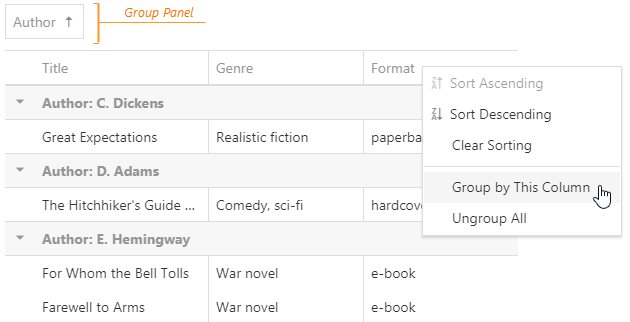 Group Panel
Author ↑
Title Genre Format
Author: C. Dickens
Great Expectations Realistic fiction paperba
Author: D. Adams
The Hitchhiker's Guide ... Comedy, sci-fi hardcove
Author: E. Hemingway
For Whom the Bell Tolls War novel e-book
Farewell to Arms War novel e-book
Sort Ascending
Sort Descending
Clear Sorting
Group by This Column
Ungroup All